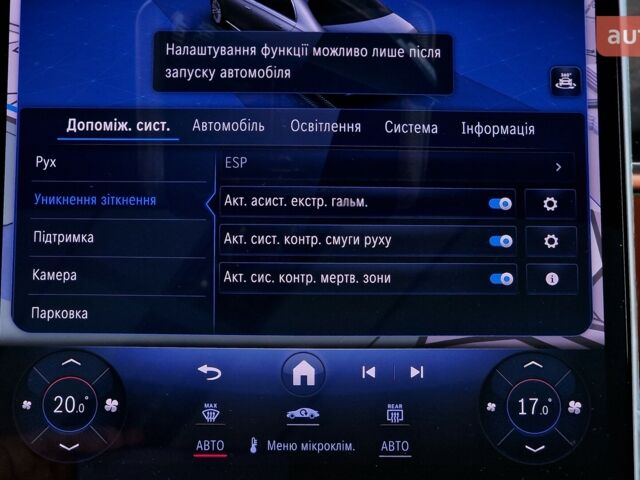 Налаштування функції можливо лише після
запуску автомобіля
au
360°
Допоміж. сист. Автомобіль Освітлення Система Інформація
Рух
ESP
Уникнення зіткнення
Акт. асист. екстр. гальм.
Підтримка
Акт. сист. контр. смуги руху
Камера
Акт. сис. контр. мертв. зони
Парковка
20.0°
17.0°
MAX
REAR
АВТО
Меню мікроклім.
АВТО